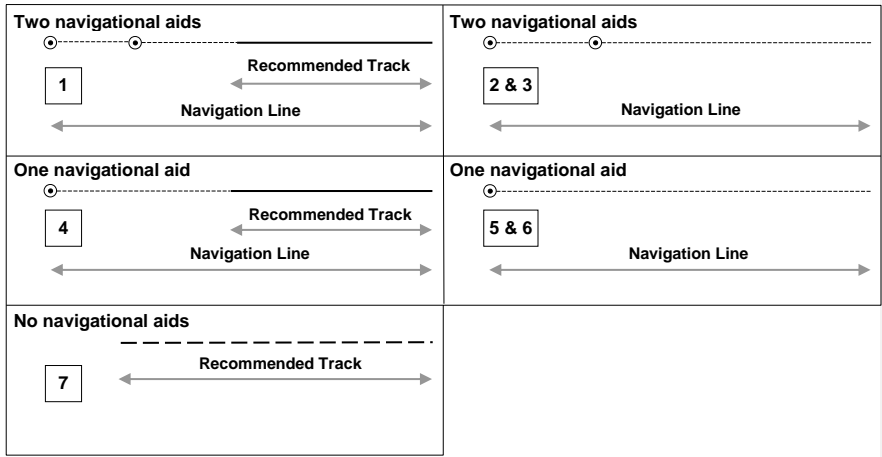 Two navigational aids
Recommended Track
1
Navigation Line
Two navigational aids
2 & 3
Navigation Line
One navigational aid
Recommended Track
4
Navigation Line
One navigational aid
5 & 6
Navigation Line
No navigational aids
Recommended Track
7